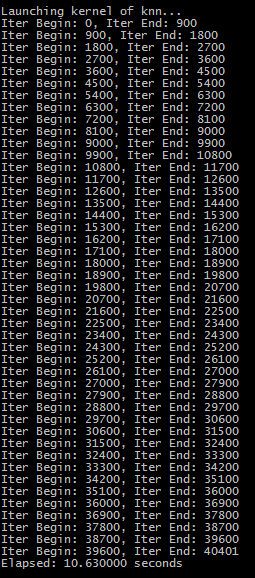 Launching kernel of knn...
Iter Begin: 0, Iter End: 900
Iter Begin: 900, Iter End: 1800
Iter Begin: 1800, Iter End: 2700
Iter Begin: 2700, Iter End: 3600
Iter Begin: 3600, Iter End: 4500
Iter Begin: 4500, Iter End: 5400
Iter Begin: 5400, Iter End: 6300
Iter Begin: 6300, Iter End: 7200
Iter Begin: 7200, Iter End: 8100
Iter Begin: 8100, Iter End: 9000
Iter Begin: 9000, Iter End: 9900
Iter Begin: 9900, Iter End: 10800
Iter Begin: 10800, Iter End: 11700
Iter Begin: 11700, Iter End: 12600
Iter Begin: 12600, Iter End: 13500
Iter Begin: 13500, Iter End: 14400
Iter Begin: 14400, Iter End: 15300
Iter Begin: 15300, Iter End: 16200
Iter Begin: 16200, Iter End: 17100
Iter Begin: 17100, Iter End: 18000
Iter Begin: 18000, Iter End: 18900
Iter Begin: 18900, Iter End: 19800
Iter Begin: 19800, Iter End: 20700
Iter Begin: 20700, Iter End: 21600
Iter Begin: 21600, Iter End: 22500
Iter Begin: 22500, Iter End: 23400
Iter Begin: 23400, Iter End: 24300
Iter Begin: 24300, Iter End: 25200
Iter Begin: 25200, Iter End: 26100
Iter Begin: 26100, Iter End: 27000
Iter Begin: 27000, Iter End: 27900
Iter Begin: 27900, Iter End: 28800
Iter Begin: 28800, Iter End: 29700
Iter Begin: 29700, Iter End: 30600
Iter Begin: 30600, Iter End: 31500
Iter Begin: 31500, Iter End: 32400
Iter Begin: 32400, Iter End: 33300
Iter Begin: 33300, Iter End: 34200
Iter Begin: 34200, Iter End: 35100
Iter Begin: 35100, Iter End: 36000
Iter Begin: 36000, Iter End: 36900
Iter Begin: 36900, Iter End: 37800
Iter Begin: 37800, Iter End: 38700
Iter Begin: 38700, Iter End: 39600
Iter Begin: 39600, Iter End: 40401
Elapsed: 10.630000 seconds